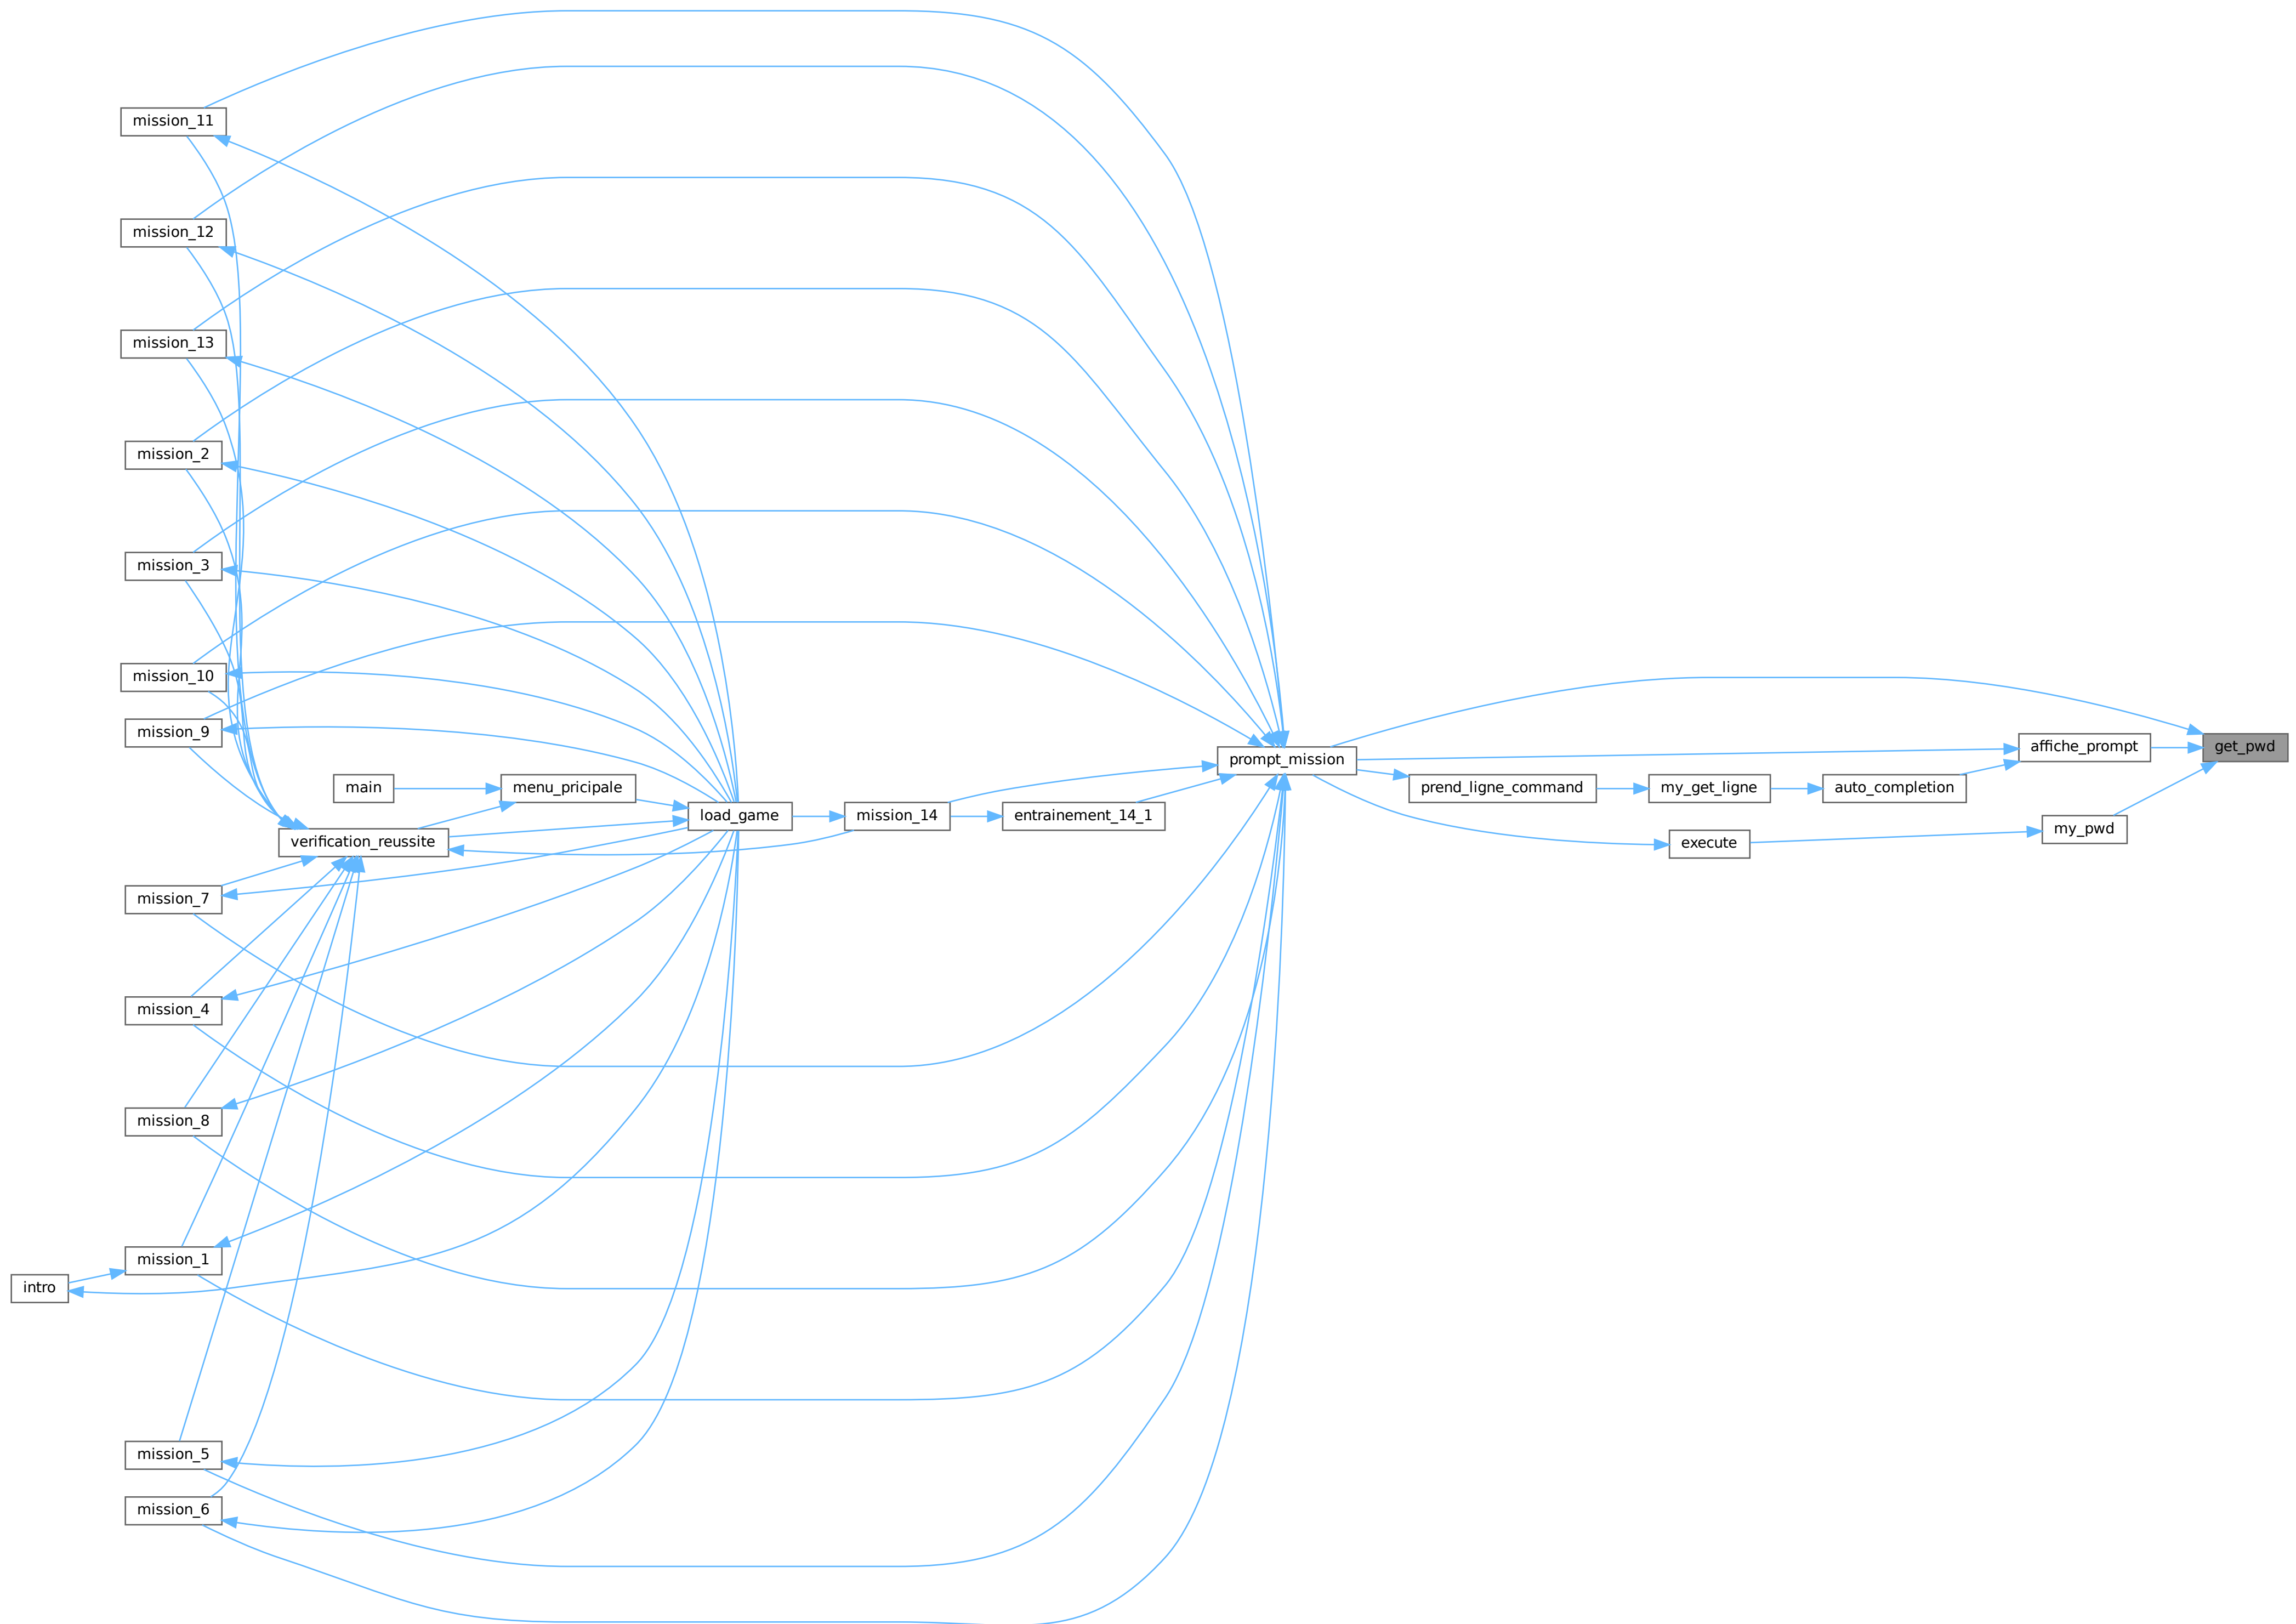 mission_11
mission_12
mission_13
mission_2
mission_3
mission_10
mission_9
main
menu_pricipale
load_game
verification_reussite
mission_14
entrainement_14_1
prompt_mission
prend_ligne_command
my_get_ligne
auto_completion
affiche_prompt
get_pwd
my_pwd
execute
mission_7
mission_4
mission_8
mission_1
intro
mission_5
mission_6